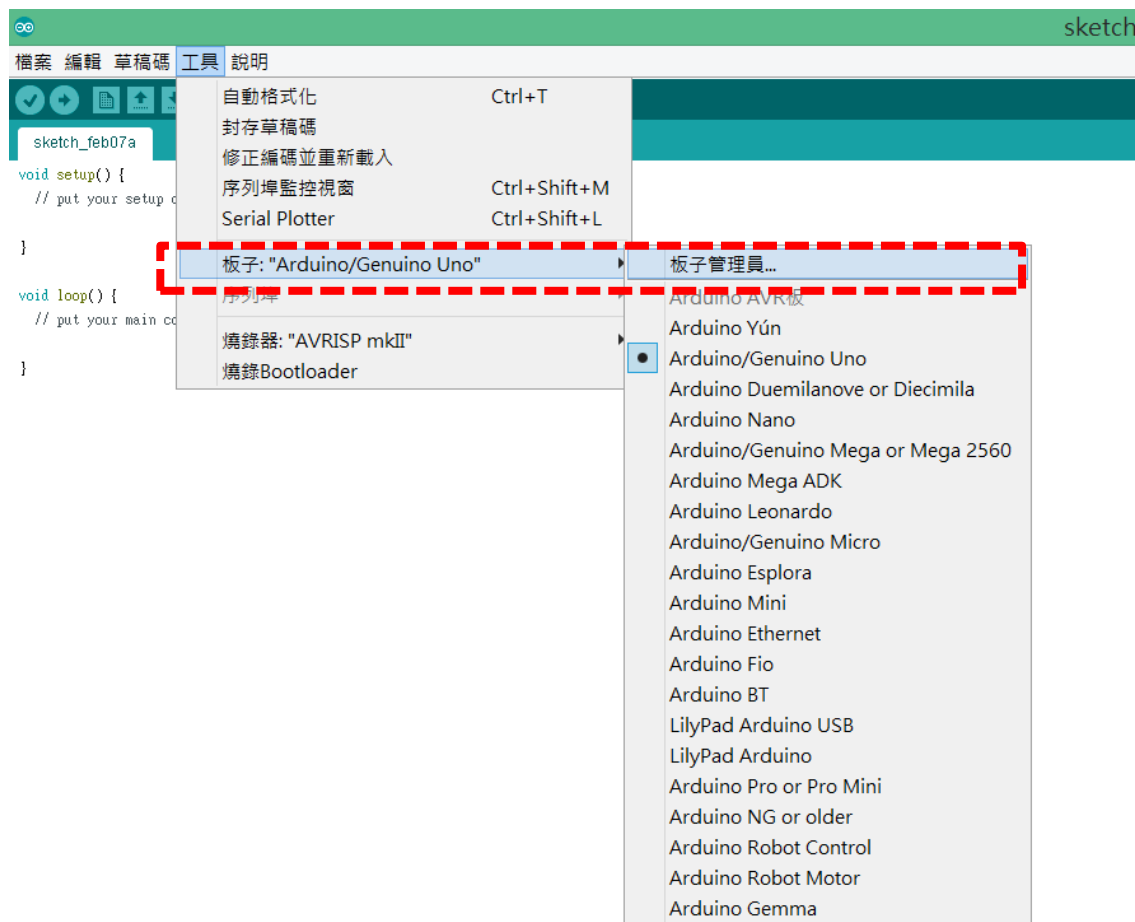 sketch
檔案 編輯 草稿碼 工具 說明
sketch_feb07a
void setup() {
// put your setup
}
void loop() {
// put your main
}
自動格式化 Ctrl+T
封存草稿碼
修正編碼並重新載入
序列埠監控視窗 Ctrl+Shift+M
Serial Plotter Ctrl+Shift+L
板子: "Arduino/Genuino Uno"
序列埠
燒錄器: "AVRISP mkII"
燒錄Bootloader
板子管理員...
Arduino AVR板
Arduino Yún
Arduino/Genuino Uno
Arduino Duemilanove or Diecimila
Arduino Nano
Arduino/Genuino Mega or Mega 2560
Arduino Mega ADK
Arduino Leonardo
Arduino/Genuino Micro
Arduino Esplora
Arduino Mini
Arduino Ethernet
Arduino Fio
Arduino BT
LilyPad Arduino USB
LilyPad Arduino
Arduino Pro or Pro Mini
Arduino NG or older
Arduino Robot Control
Arduino Robot Motor
Arduino Gemma